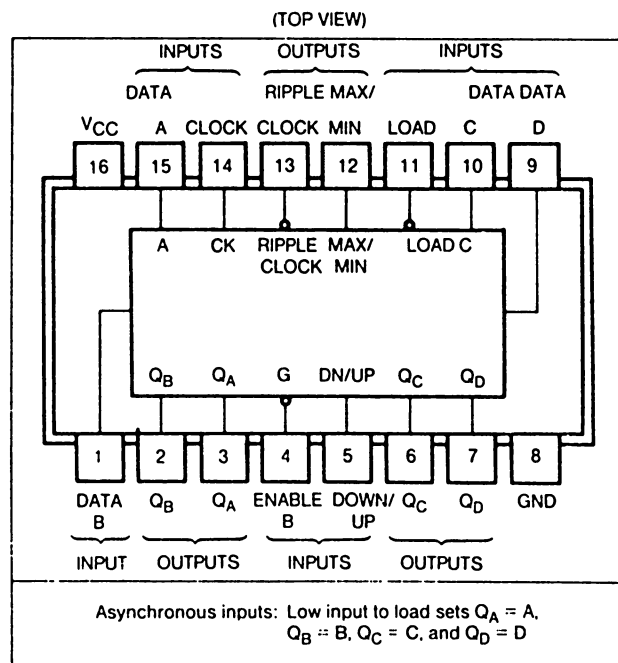 (TOP VIEW)
INPUTS OUTPUTS INPUTS
DATA RIPPLE MAX/ DATA DATA
VCC A CLOCK CLOCK MIN LOAD C D
16 15 14 13 12 11 10 9
A CK RIPPLE MAX/ LOAD C
CLOCK MIN
QB QA G DN/UP QC QD
1 2 3 4 5 6 7 8
DATA QB QA ENABLE DOWN/ QC QD GND
B B UP
INPUT OUTPUTS INPUTS OUTPUTS
Asynchronous inputs: Low input to load sets QA = A,
QB = B, QC = C, and QD = D